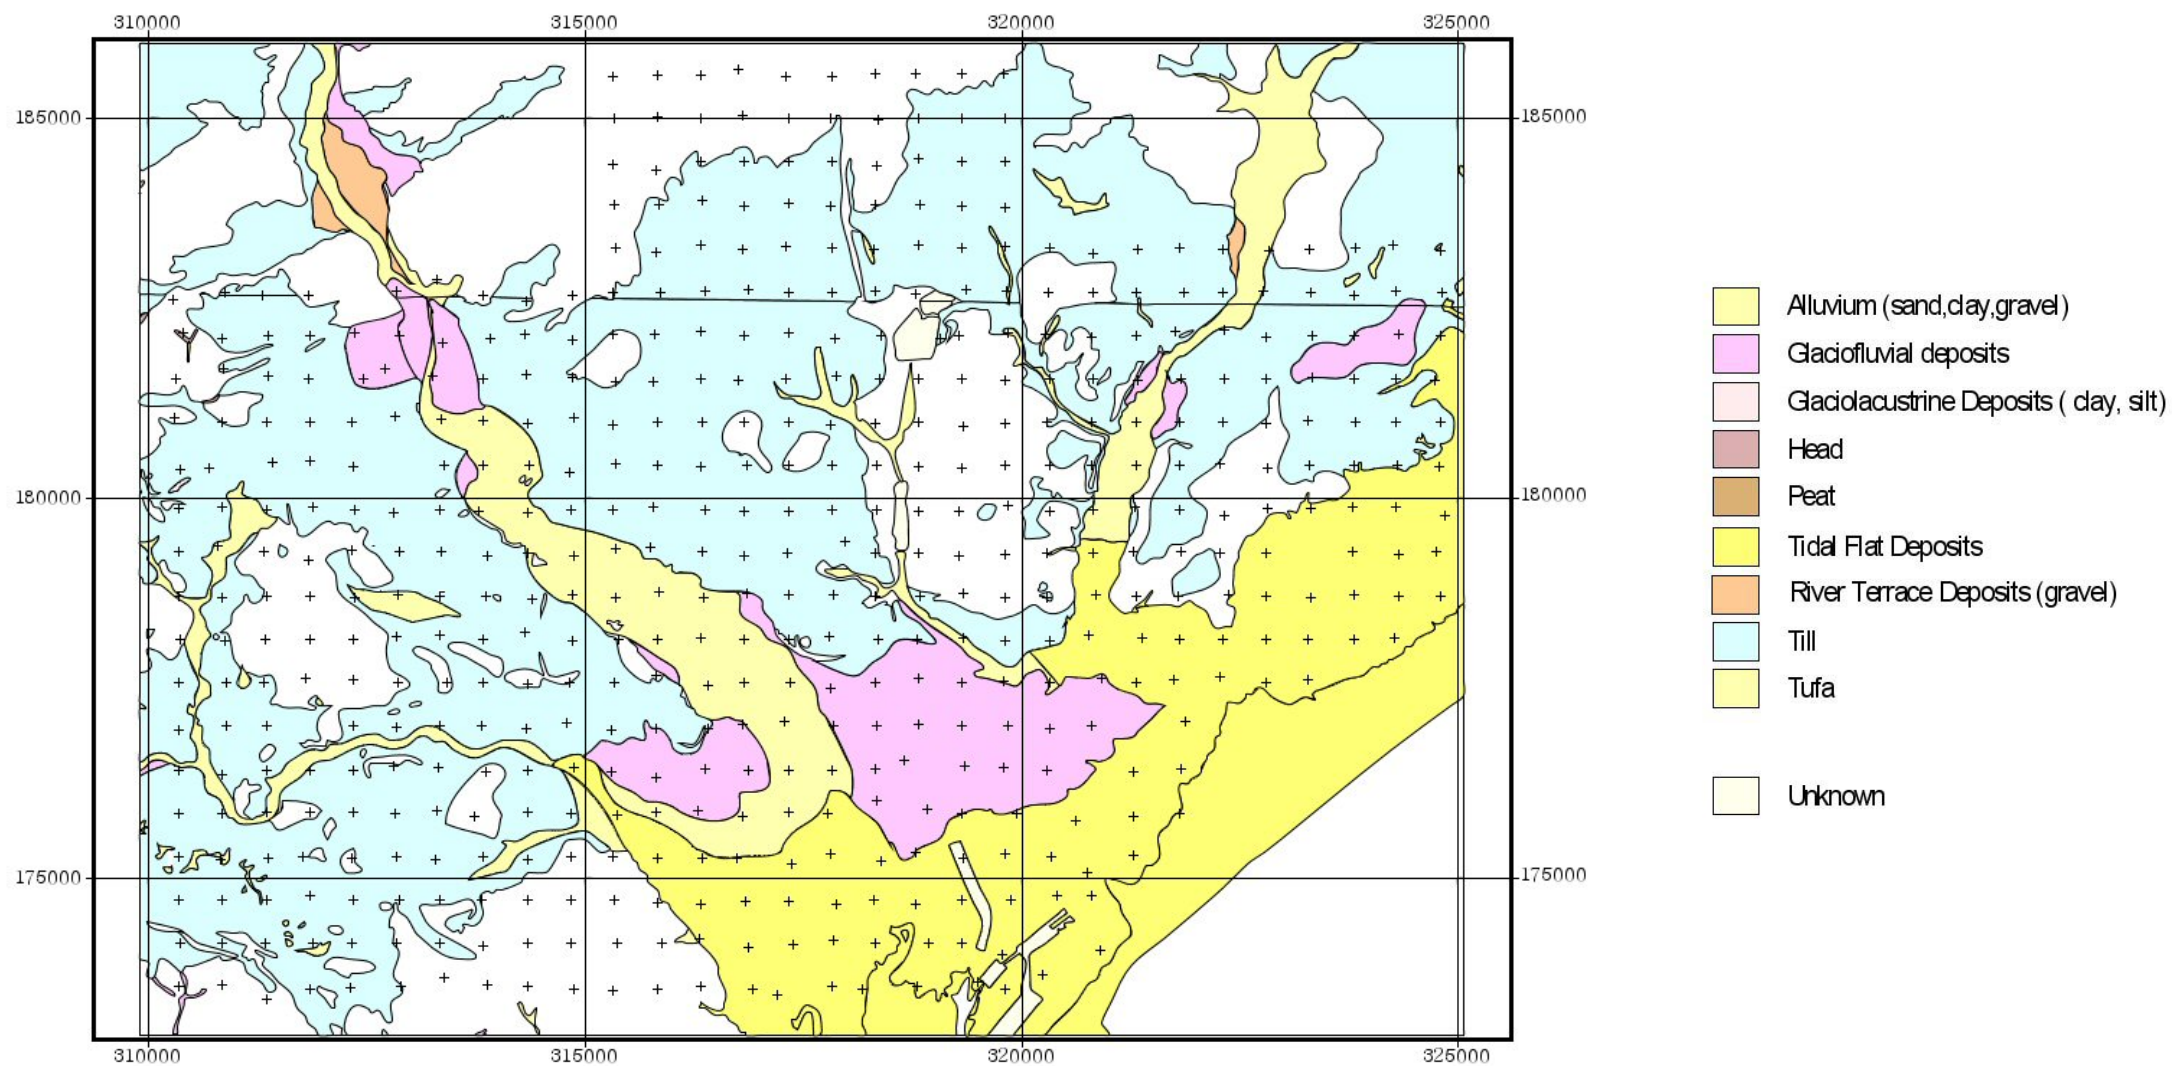 310000 315000 320000 325000
185000 185000
180000 180000
175000 175000
310000 315000 320000 325000
Alluvium (sand,clay,gravel)
Glaciofluvial deposits
Glaciolacustrine Deposits ( clay, silt)
Head
Peat
Tidal Flat Deposits
River Terrace Deposits (gravel)
Till
Tufa
Unknown